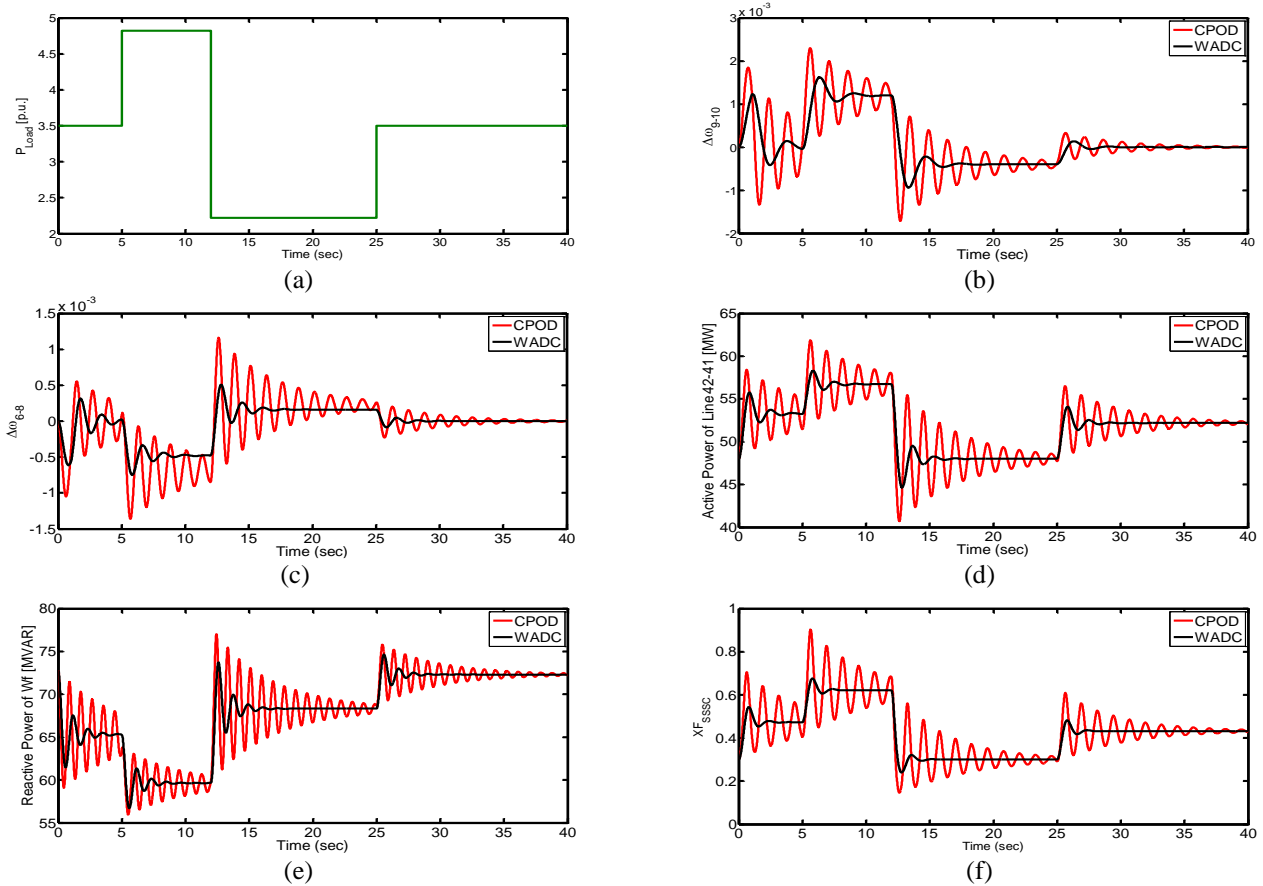 5
4.5
4
3.5
3
2.5
2
P_Load [p.u.]
0 5 10 15 20 25 30 35 40
Time (sec)
(a)
x 10^-3
3
2
1
0
-1
-2
Δω_9-10
CPOD
WADC
0 5 10 15 20 25 30 35 40
Time (sec)
(b)
x 10^-3
1.5
1
0.5
0
-0.5
-1
-1.5
Δω_6-8
CPOD
WADC
0 5 10 15 20 25 30 35 40
Time (sec)
(c)
65
60
55
50
45
40
Active Power of Line 42-41 [MW]
CPOD
WADC
0 5 10 15 20 25 30 35 40
Time (sec)
(d)
80
75
70
65
60
55
Reactive Power of Wf [MVAR]
CPOD
WADC
0 5 10 15 20 25 30 35 40
Time (sec)
(e)
1
0.8
0.6
0.4
0.2
0
XF_SSSC
CPOD
WADC
0 5 10 15 20 25 30 35 40
Time (sec)
(f)